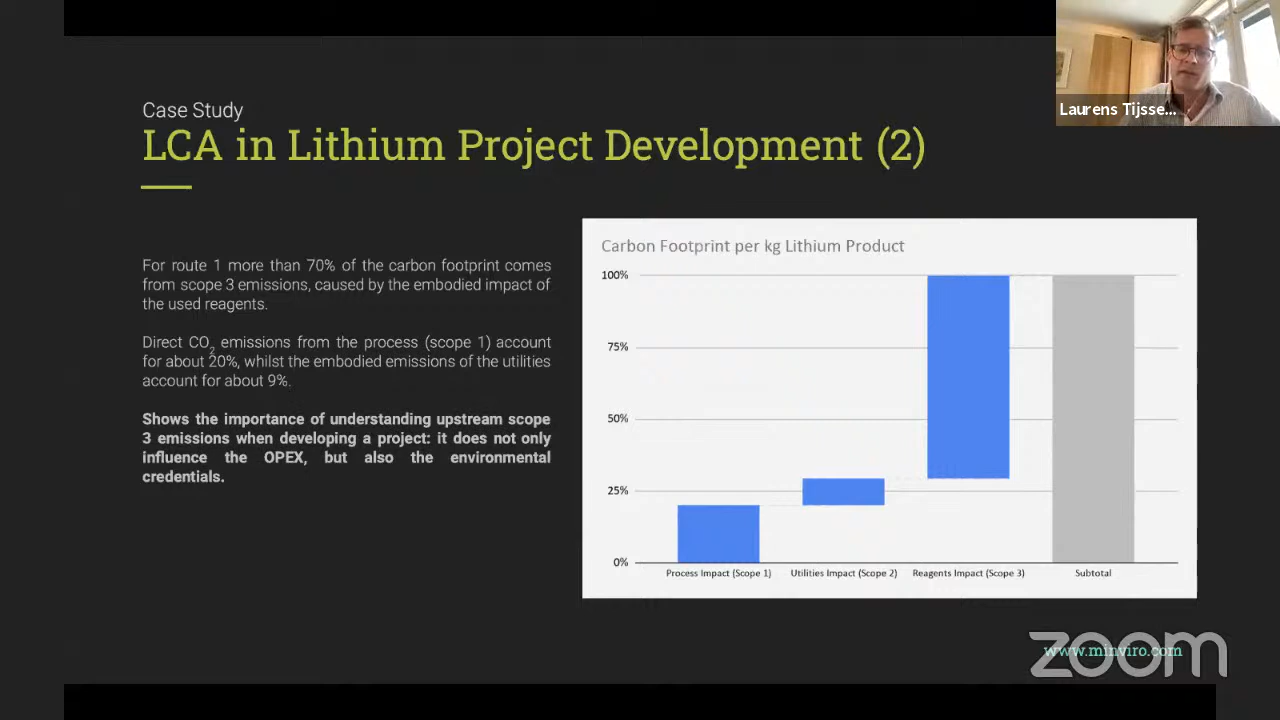 Laurens Tijsse...
Case Study
LCA in Lithium Project Development (2)
For route 1 more than 70% of the carbon footprint comes
from scope 3 emissions, caused by the embodied impact of
the used reagents.
Direct CO₂ emissions from the process (scope 1) account
for about 20%, whilst the embodied emissions of the utilities
account for about 9%.
Shows the importance of understanding upstream scope
3 emissions when developing a project: it does not only
influence the OPEX, but also the environmental
credentials.
Carbon Footprint per kg Lithium Product
100%
75%
50%
25%
0%
Process Impact (Scope 1) Utilities Impact (Scope 2) Reagents Impact (Scope 3) Subtotal
www.minviro.com
zoom